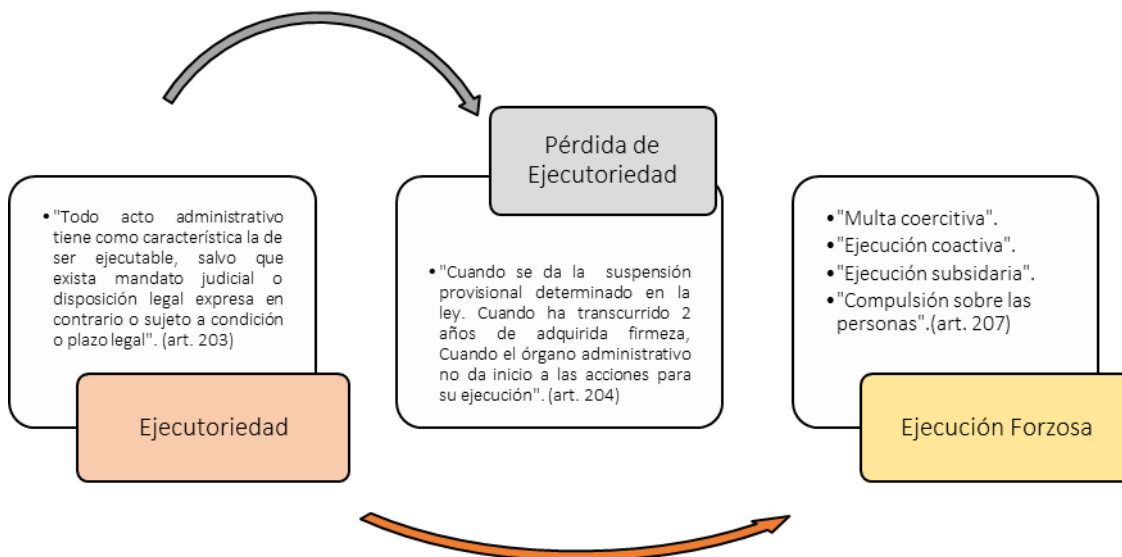 •"Todo acto administrativo
tiene como característica la de
ser ejecutable, salvo que
exista mandato judicial o
disposición legal expresa en
contrario o sujeto a condición
o plazo legal". (art. 203)
Ejecutoriedad
Pérdida de
Ejecutoriedad
•"Cuando se da la suspensión
provisional determinado en la
ley. Cuando ha transcurrido 2
años de adquirida firmeza,
Cuando el órgano administrativo
no da inicio a las acciones para
su ejecución". (art. 204)
•"Multa coercitiva".
•"Ejecución coactiva".
•"Ejecución subsidaria".
•"Compulsión sobre las
personas".(art. 207)
Ejecución Forzosa